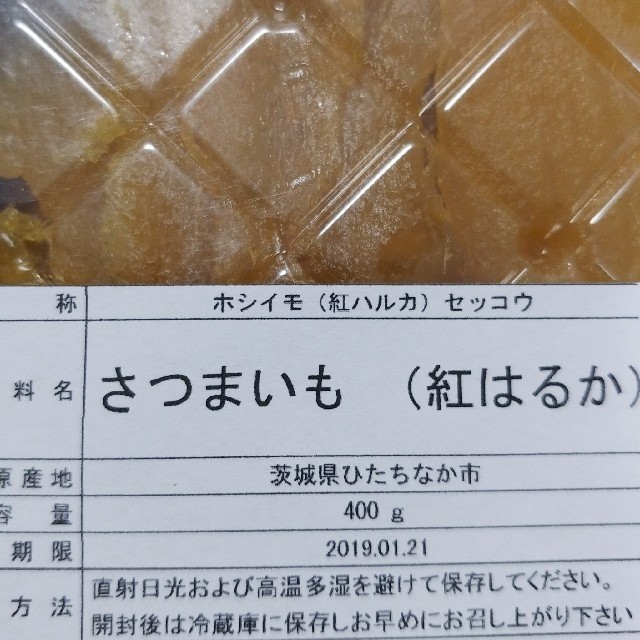 称 ホシイモ（紅ハルカ）セッコウ
料名 さつまいも （紅はるか）
原産地 茨城県ひたちなか市
容量 400 g
期限 2019.01.21
方法 直射日光および高温多湿を避けて保存してください。
開封後は冷蔵庫に保存しお早めにお召し上がり下さい